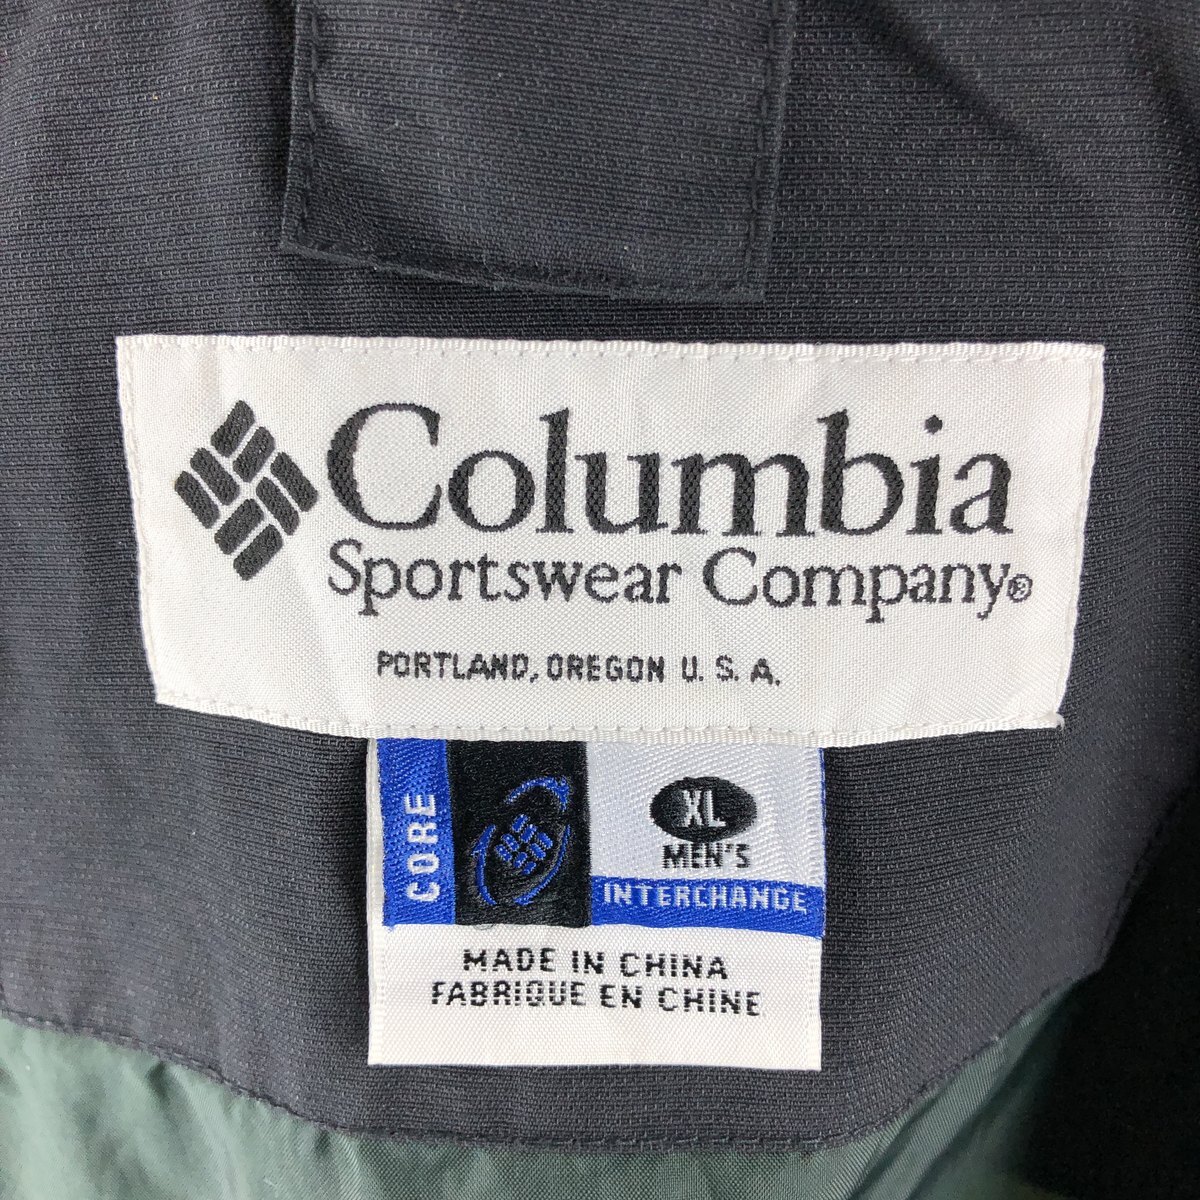 Columbia
Sportswear Company®
PORTLAND, OREGON U. S. A.
CORE
XL
MEN'S
INTERCHANGE
MADE IN CHINA
FABRIQUE EN CHINE